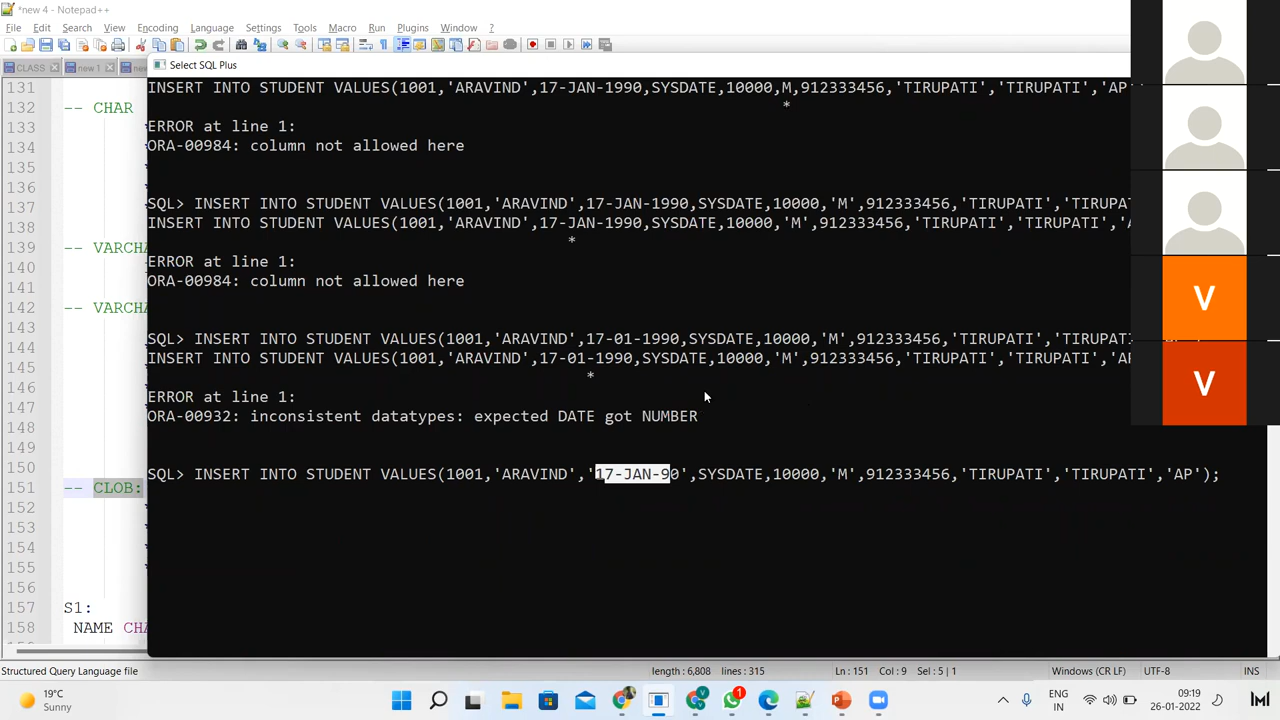 *new 4 - Notepad++
File Edit Search View Encoding Language Settings Tools Macro Run Plugins Window ?
CLASS new 1
Select SQL Plus
131
132 -- CHAR
133
134
135
136
137
138
139 -- VARCHA
140
141
142 -- VARCHA
143
144
145
146
147
148
149
150
151 -- CLOB:
152
153
154
155
156
157 S1:
158 NAME CHA
INSERT INTO STUDENT VALUES(1001,'ARAVIND',17-JAN-1990,SYSDATE,10000,M,912333456,'TIRUPATI','TIRUPATI','AP'
*
ERROR at line 1:
ORA-00984: column not allowed here
SQL> INSERT INTO STUDENT VALUES(1001,'ARAVIND',17-JAN-1990,SYSDATE,10000,'M',912333456,'TIRUPATI','TIRUPAT
INSERT INTO STUDENT VALUES(1001,'ARAVIND',17-JAN-1990,SYSDATE,10000,'M',912333456,'TIRUPATI','TIRUPATI','A
*
ERROR at line 1:
ORA-00984: column not allowed here
SQL> INSERT INTO STUDENT VALUES(1001,'ARAVIND',17-01-1990,SYSDATE,10000,'M',912333456,'TIRUPATI','TIRUPATI
INSERT INTO STUDENT VALUES(1001,'ARAVIND',17-01-1990,SYSDATE,10000,'M',912333456,'TIRUPATI','TIRUPATI','AP
*
ERROR at line 1:
ORA-00932: inconsistent datatypes: expected DATE got NUMBER
SQL> INSERT INTO STUDENT VALUES(1001,'ARAVIND','17-JAN-90',SYSDATE,10000,'M',912333456,'TIRUPATI','TIRUPATI','AP');
V
V
Structured Query Language file length : 6,808 lines : 315 Ln : 151 Col : 9 Sel : 5 | 1 Windows (CR LF) UTF-8 INS
19°C
Sunny
1
ENG
IN
09:19
26-01-2022